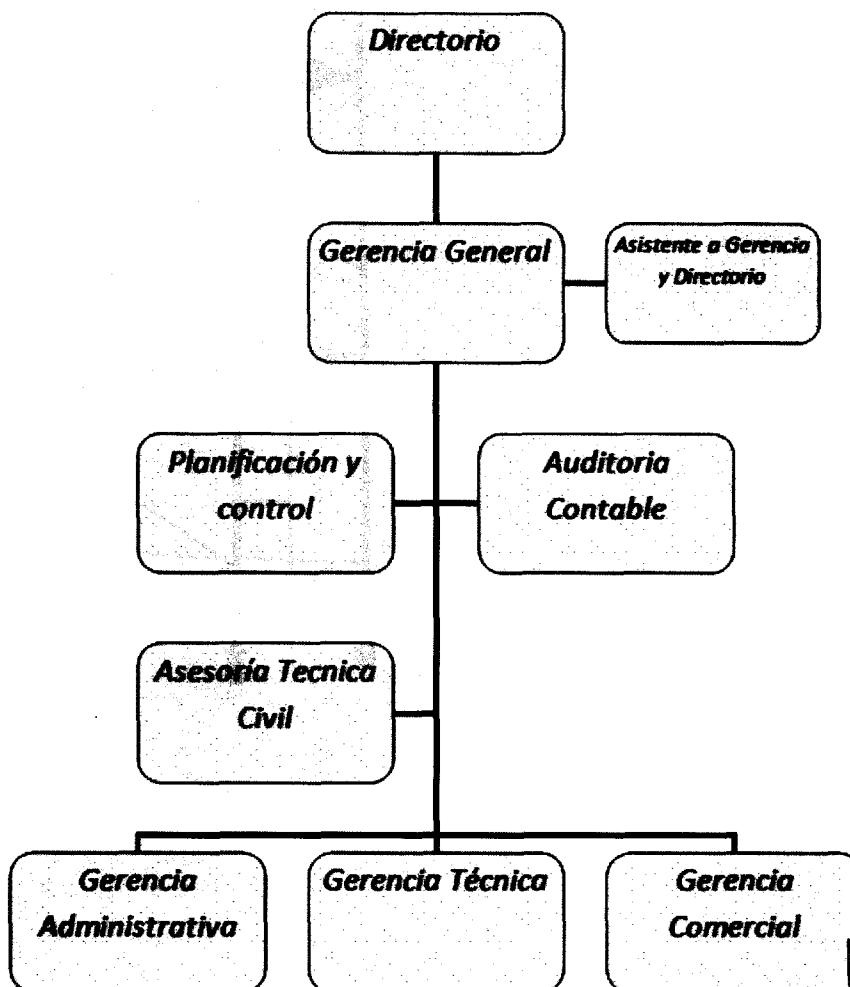 Directorio
Gerencia General
Asistente a Gerencia
y Directorio
Planificación y
control
Auditoria
Contable
Asesoría Tecnica
Civil
Gerencia
Administrativa
Gerencia Técnica
Gerencia
Comercial